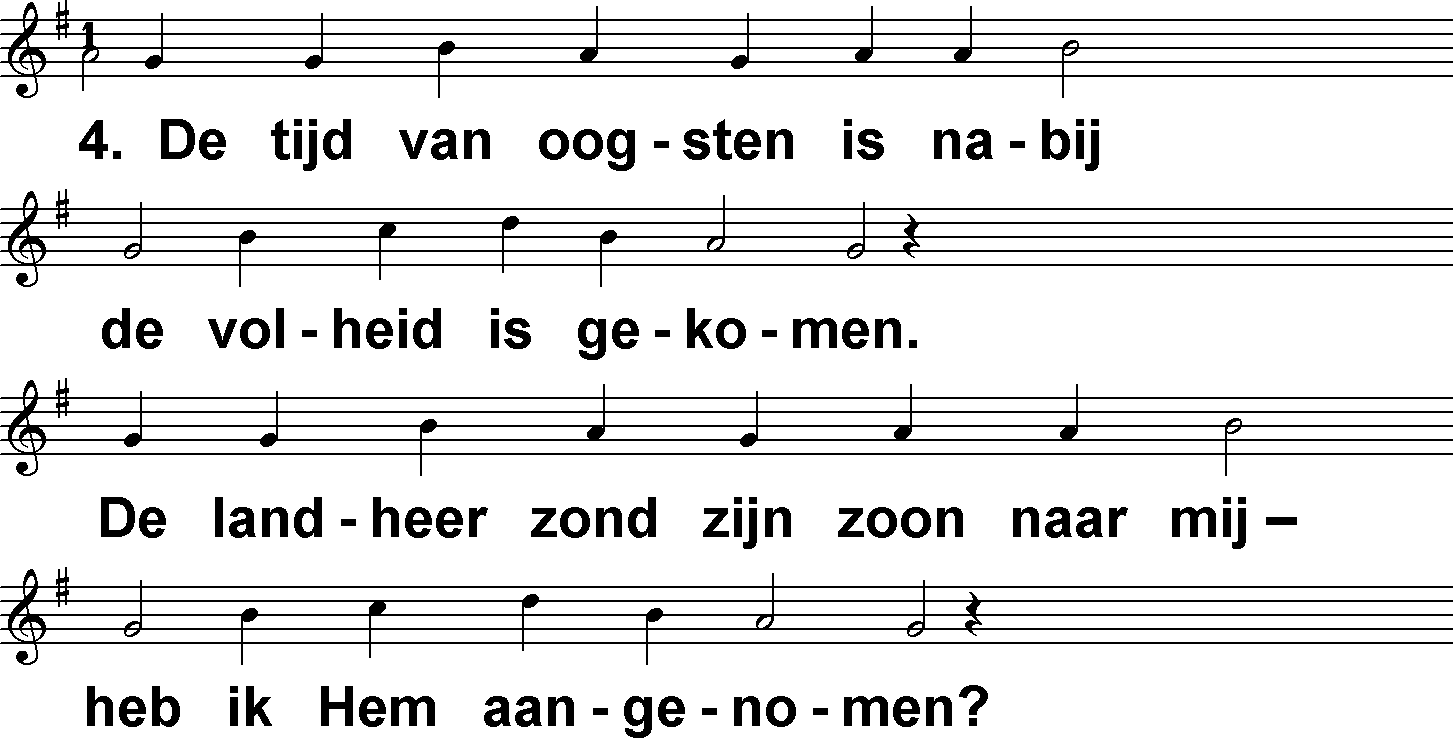 1
4. De tijd van oog - sten is na - bij
de vol - heid is ge - ko - men.
De land - heer zond zijn zoon naar mij –
heb ik Hem aan - ge - no - men?